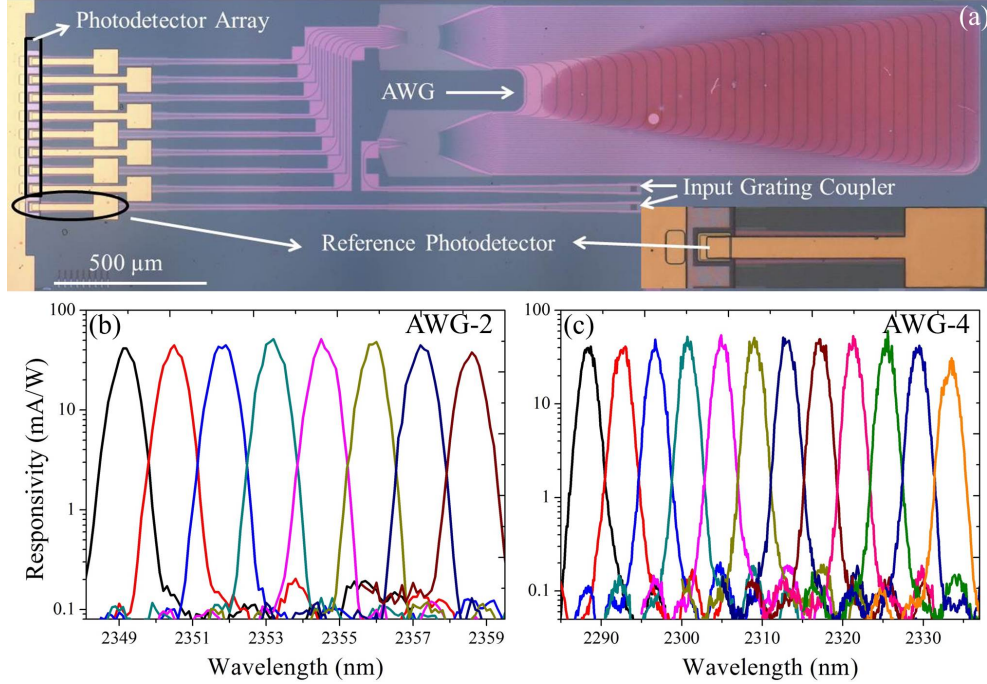 Photodetector Array
(a)
AWG
Input Grating Coupler
Reference Photodetector
500 µm
(b) AWG-2
(c) AWG-4
100
10
1
0.1
Responsivity (mA/W)
2349 2351 2353 2355 2357 2359
Wavelength (nm)
100
10
1
0.1
2290 2300 2310 2320 2330
Wavelength (nm)